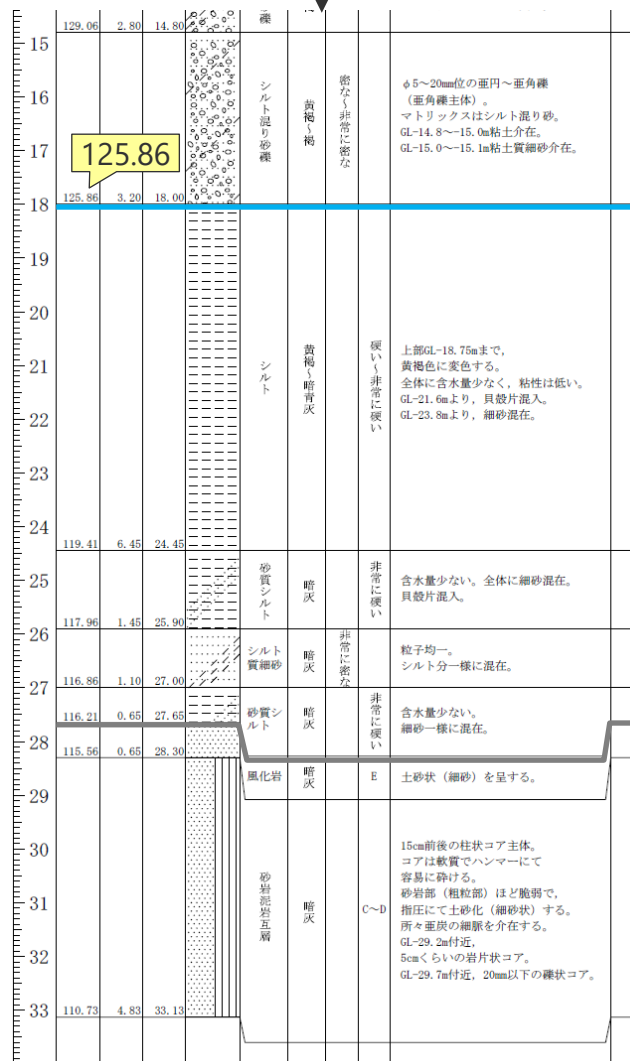 129.06 2.80 14.80 礫
15
16
17
18
19
20
21
22
23
24
25
26
27
28
29
30
31
32
33
125.86
125.86 3.20 18.00
シルト混り砂礫
黄褐～褐
密な～非常に密な
φ5～20mm位の亜円～亜角礫
（亜角礫主体）。
マトリックスはシルト混り砂。
GL-14.8～15.0m粘土介在。
GL-15.0～15.1m粘土質細砂介在。
119.41 6.45 24.45
シルト
黄褐～暗青灰
硬い～非常に硬い
上部GL-18.75mまで，
黄褐色に変色する。
全体に含水量少なく，粘性は低い。
GL-21.6mより，貝殻片混入。
GL-23.8mより，細砂混在。
117.96 1.45 25.90
砂質シルト
暗灰
非常に硬い
含水量少ない。全体に細砂混在。
貝殻片混入。
116.86 1.10 27.00
シルト
質細砂
暗灰
非常に密な
粒子均一。
シルト分一様に混在。
116.21 0.65 27.65
砂質シ
ルト
暗灰
非常に硬い
含水量少ない。
細砂一様に混在。
115.56 0.65 28.30
風化岩
暗灰
E
土砂状（細砂）を呈する。
110.73 4.83 33.13
砂岩泥岩互層
暗灰
C～D
15cm前後の柱状コア主体。
コアは軟質でハンマーにて
容易に砕ける。
砂岩部（粗粒部）ほど脆弱で，
指圧にて土砂化（細砂状）する。
所々亜炭の細脈を介在する。
GL-29.2m付近，
5cmくらいの岩片状コア。
GL-29.7m付近，20mm以下の礫状コア。